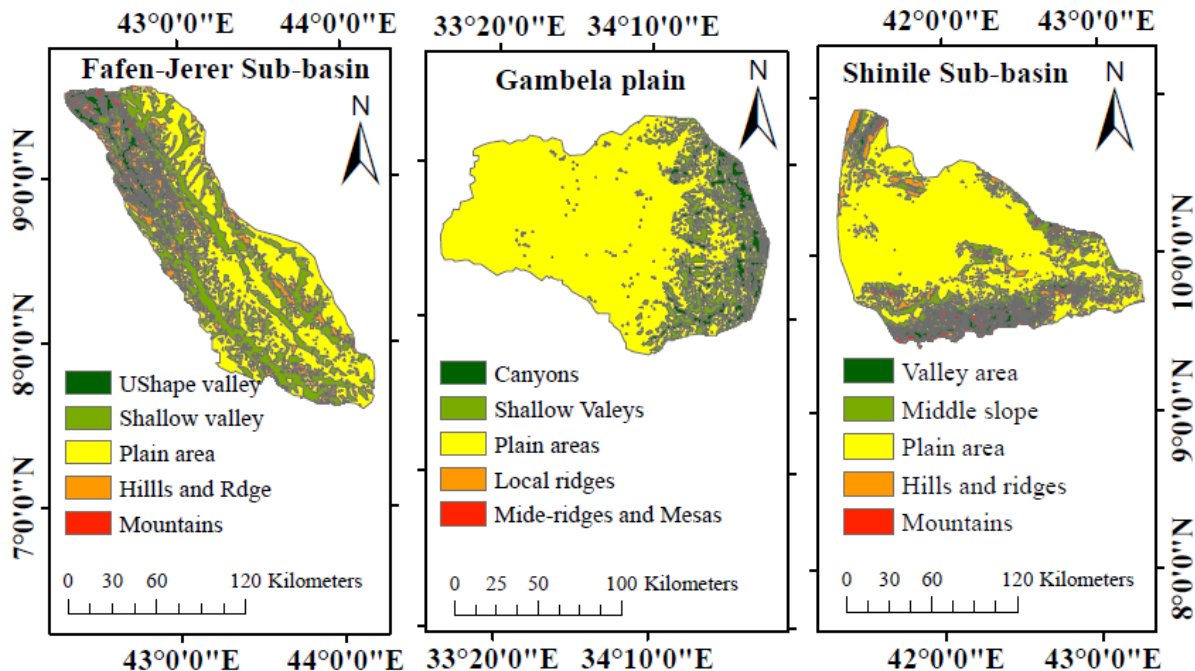 43°0'0"E 44°0'0"E
33°20'0"E 34°10'0"E
42°0'0"E 43°0'0"E
Fafen-Jerer Sub-basin
N
9°0'0"N
8°0'0"N
7°0'0"N
UShape valley
Shallow valley
Plain area
Hillls and Rdge
Mountains
0 30 60 120 Kilometers
43°0'0"E 44°0'0"E
Gambela plain
N
Canyons
Shallow Valeys
Plain areas
Local ridges
Mide-ridges and Mesas
0 25 50 100 Kilometers
33°20'0"E 34°10'0"E
Shinile Sub-basin
N
10°0'0"N
9°0'0"N
8°0'0"N
Valley area
Middle slope
Plain area
Hills and ridges
Mountains
0 30 60 120 Kilometers
42°0'0"E 43°0'0"E